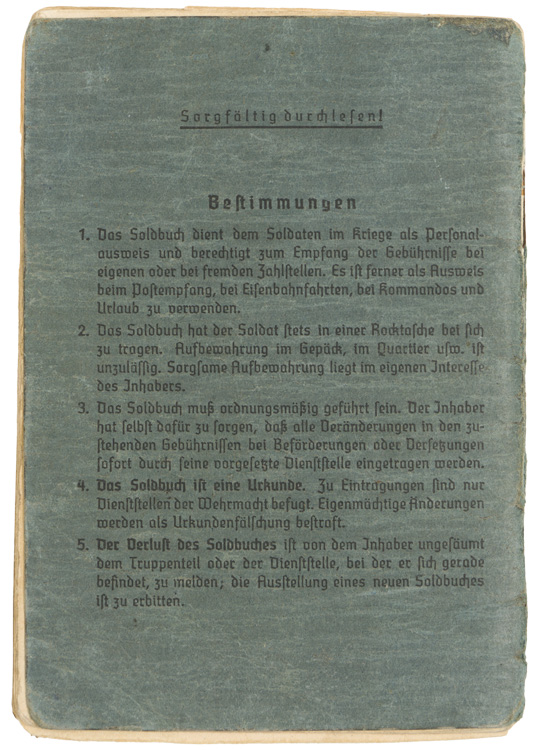 Sorgfältig durchlesen!
Bestimmungen
1. Das Soldbuch dient dem Soldaten im Kriege als Personal-
ausweis und berechtigt zum Empfang der Gebührnisse bei
eigenen oder bei fremden Zahlstellen. Es ist ferner als Ausweis
beim Postempfang, bei Eisenbahnfahrten, bei Kommandos und
Urlaub zu verwenden.
2. Das Soldbuch hat der Soldat stets in einer Rocktasche bei sich
zu tragen. Aufbewahrung im Gepäck, im Quartier usw. ist
unzulässig. Sorgsame Aufbewahrung liegt im eigenen Interesse
des Inhabers.
3. Das Soldbuch muß ordnungsmäßig geführt sein. Der Inhaber
hat selbst dafür zu sorgen, daß alle Veränderungen in den zu-
stehenden Gebührnissen bei Beförderungen oder Versetzungen
sofort durch seine vorgesetzte Dienststelle eingetragen werden.
4. Das Soldbuch ist eine Urkunde. Zu Eintragungen sind nur
Dienststellen der Wehrmacht befugt. Eigenmächtige Änderungen
werden als Urkundenfälschung bestraft.
5. Der Verlust des Soldbuches ist von dem Inhaber ungesäumt
dem Truppenteil oder der Dienststelle, bei der er sich gerade
befindet, zu melden; die Ausstellung eines neuen Soldbuches
ist zu erbitten.